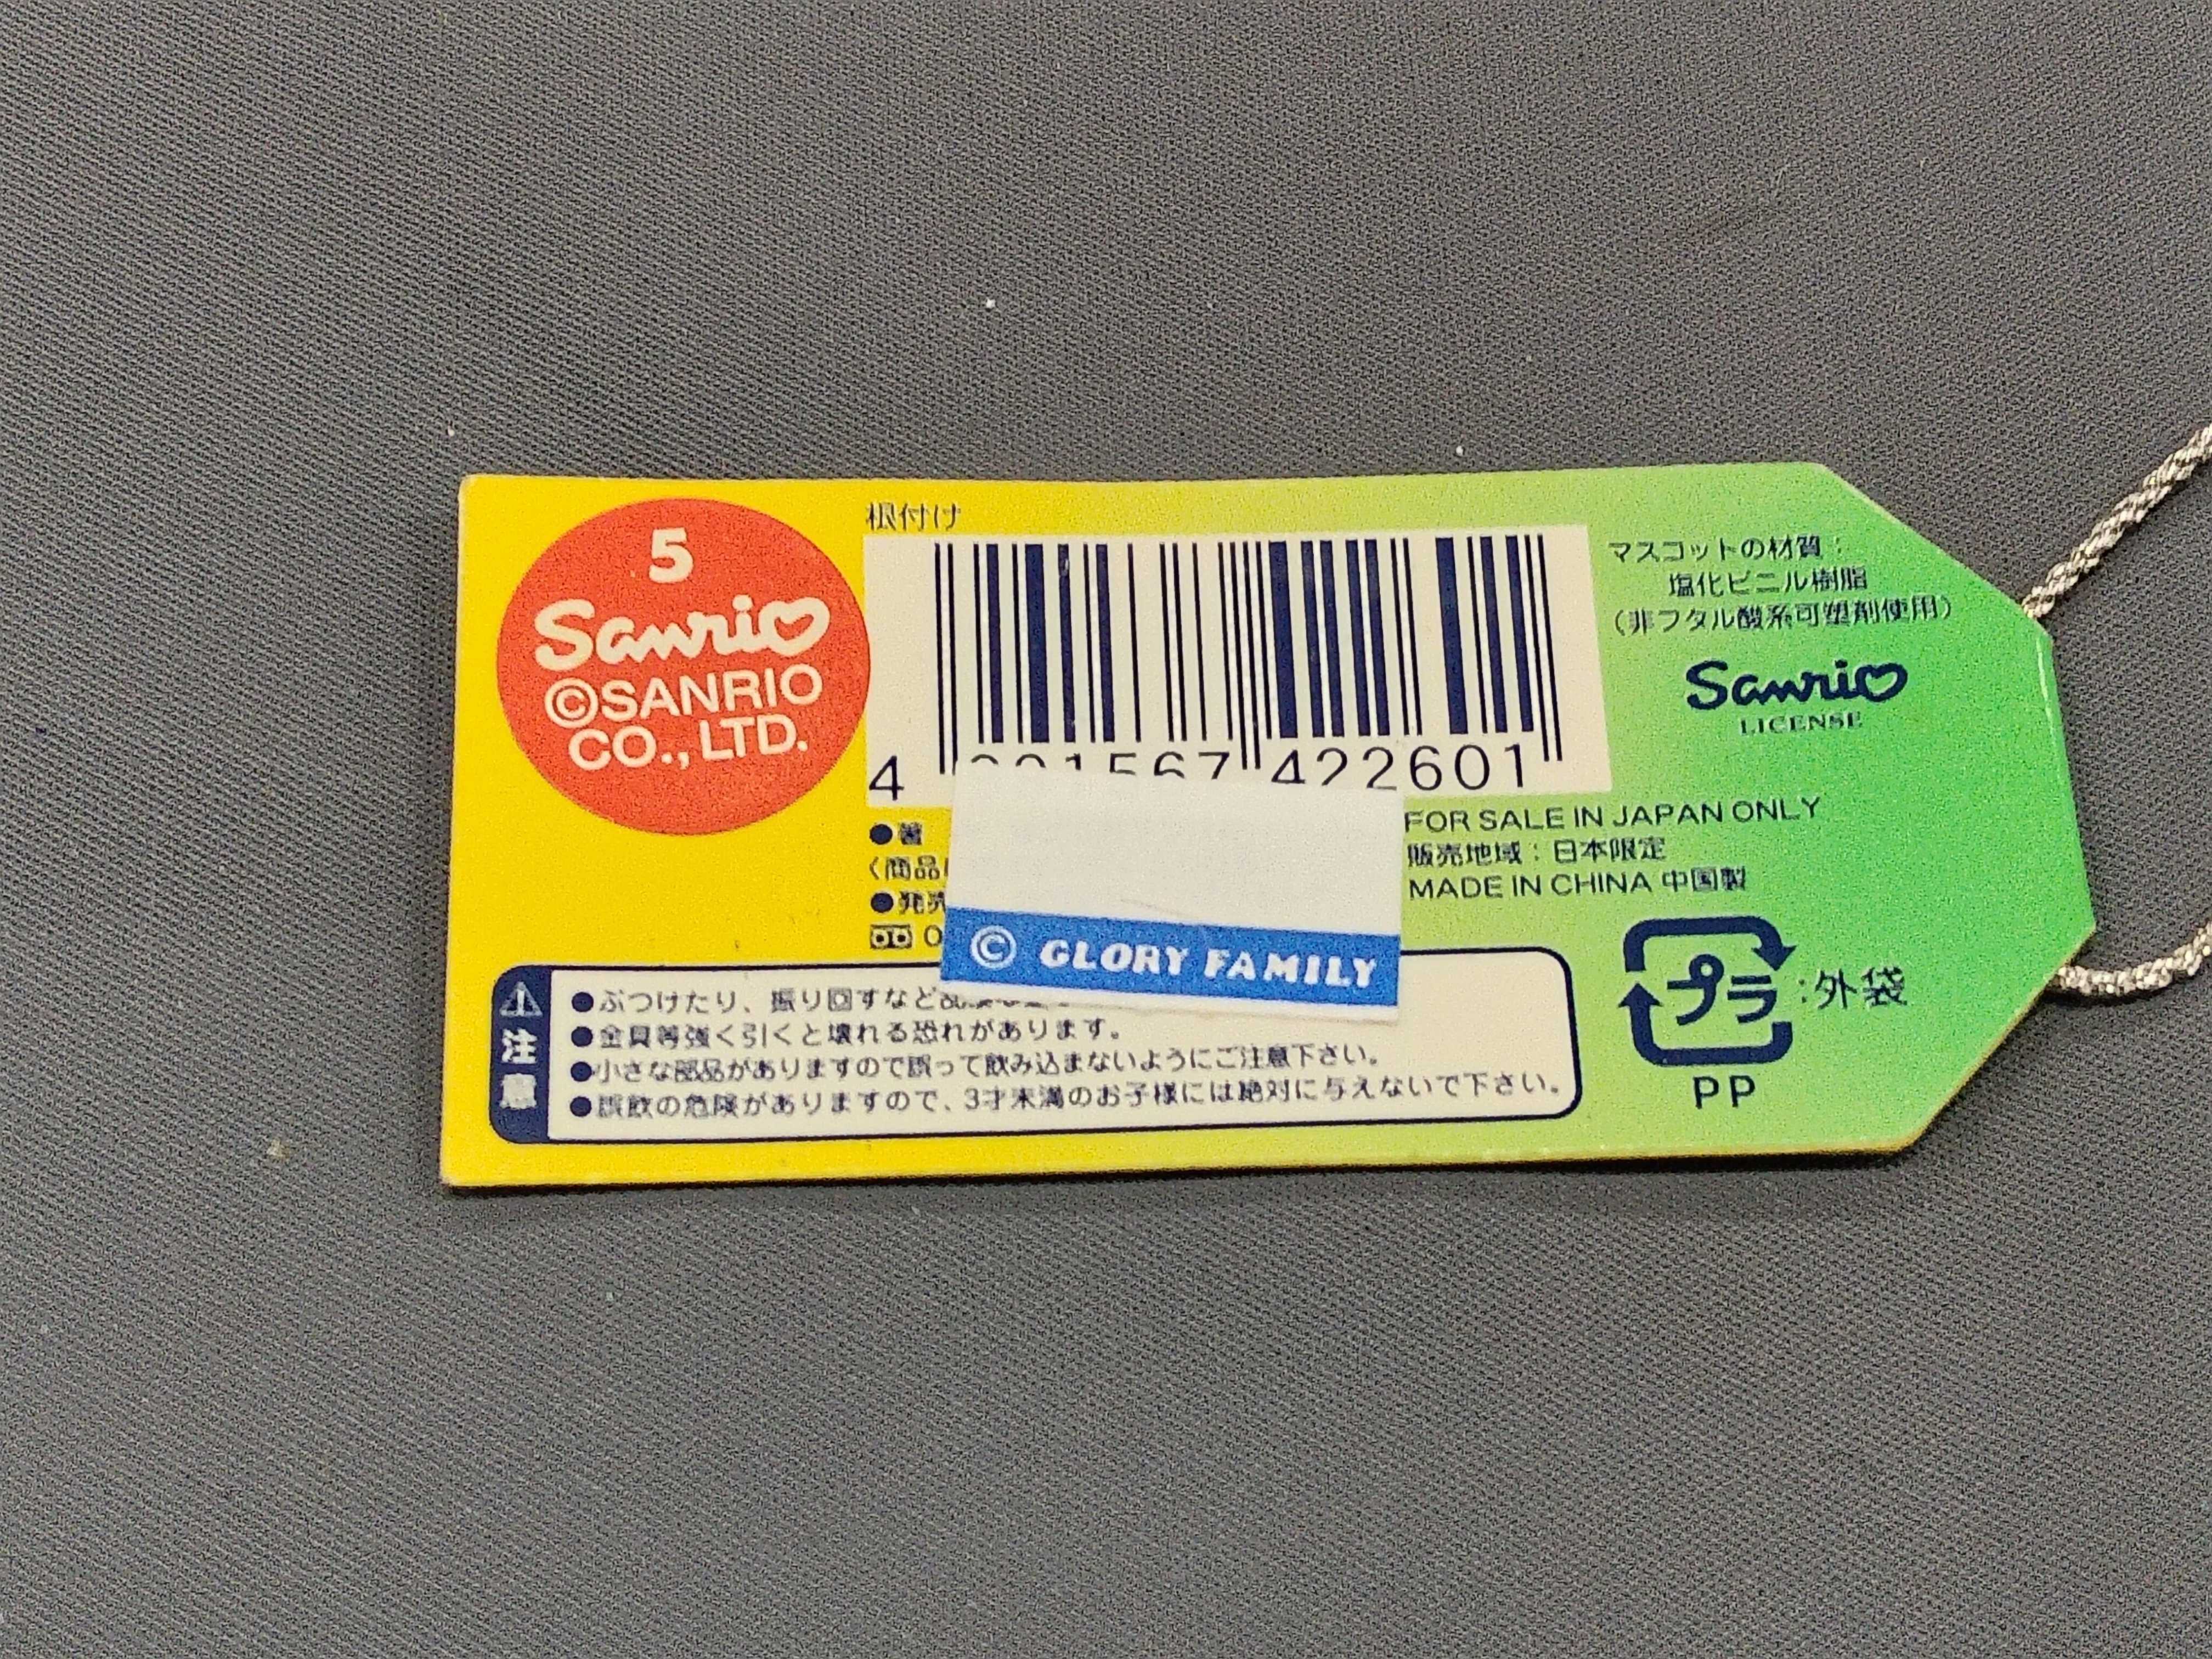 5
Sanrio
©SANRIO
CO., LTD.
根付け
4 1567 422601
マスコットの材質：
塩化ビニル樹脂
（非フタル酸系可塑剤使用）
Sanrio
LICENSE
●著
〈商品
●発売
FOR SALE IN JAPAN ONLY
販売地域：日本限定
MADE IN CHINA 中国製
© GLORY FAMILY
プラ：外袋
PP
注意
●ぶつけたり、振り回すなど
●金具等強く引くと壊れる恐れがあります。
●小さな部品がありますので誤って飲み込まないようにご注意下さい。
●誤飲の危険がありますので、3才未満のお子様には絶対に与えないで下さい。